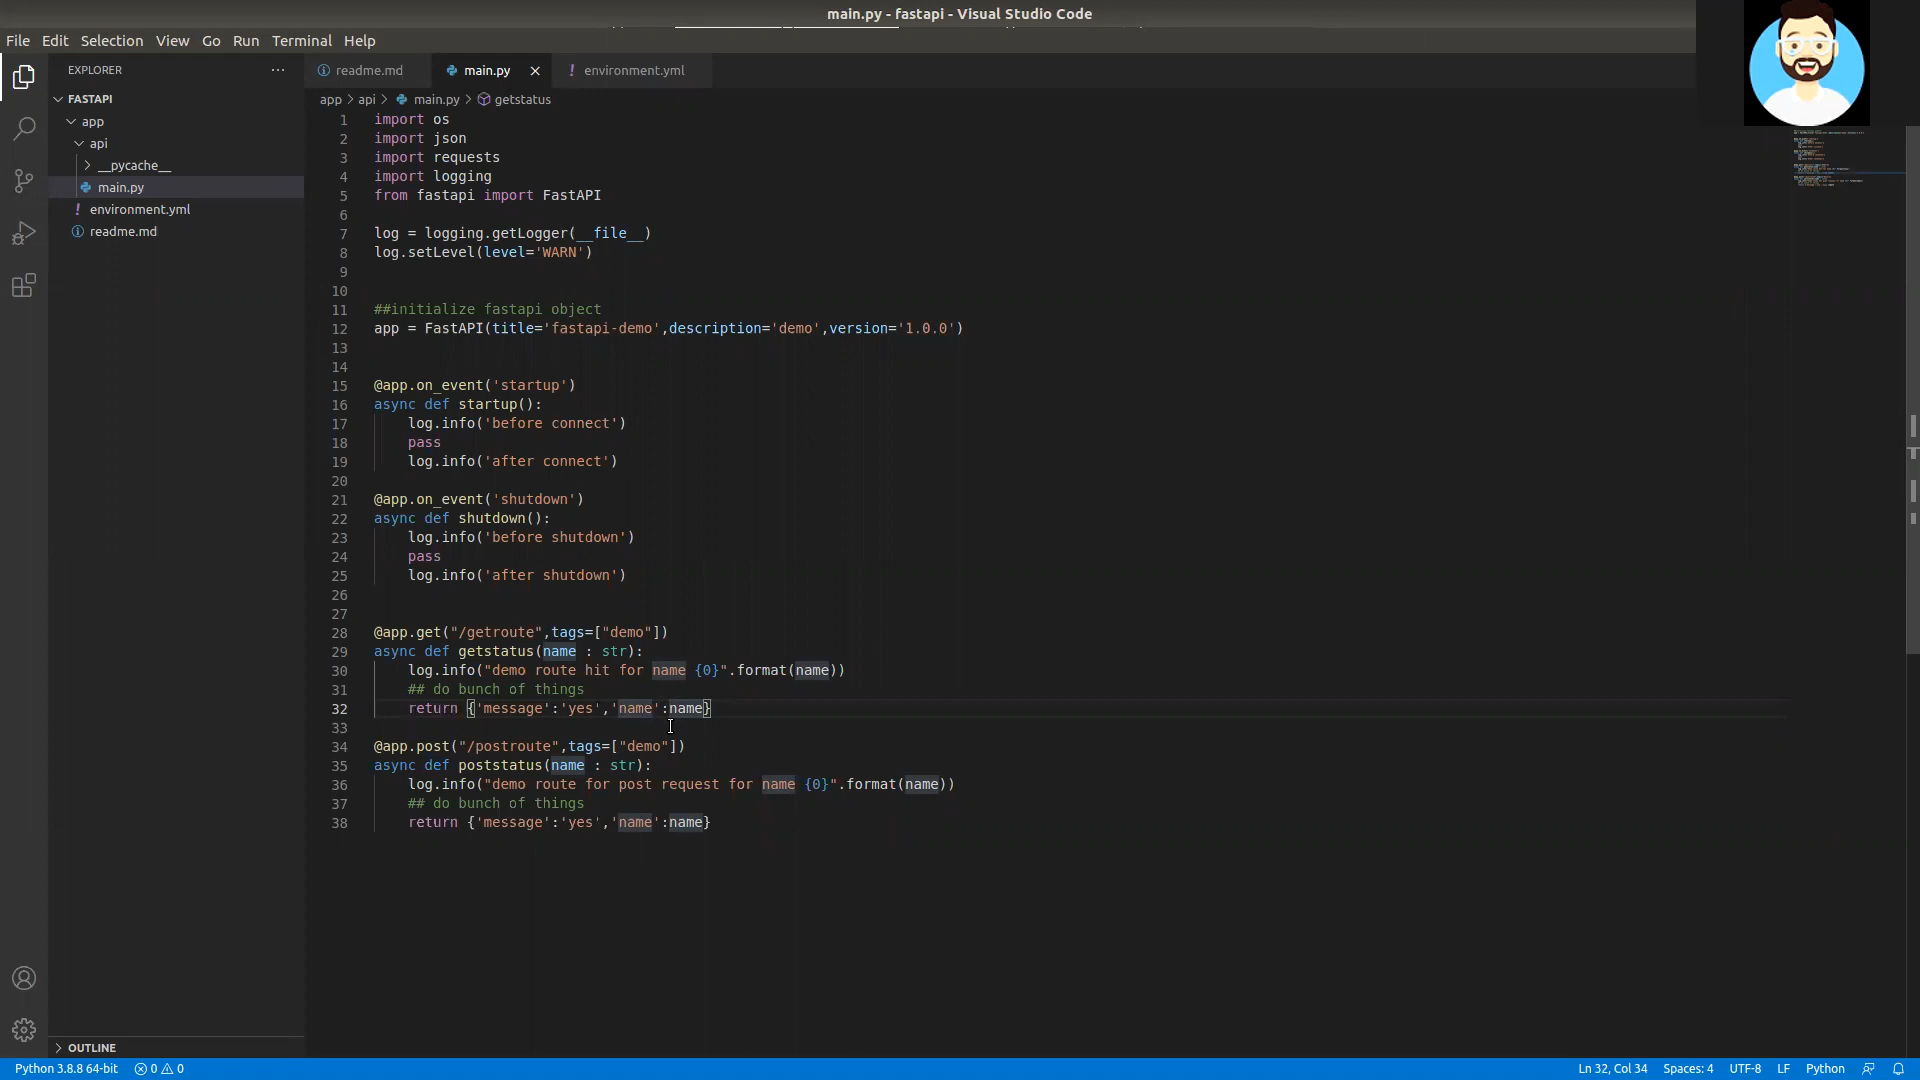 main.py - fastapi - Visual Studio Code
File Edit Selection View Go Run Terminal Help
EXPLORER ···
readme.md main.py environment.yml
FASTAPI
app
api
__pycache__
main.py
environment.yml
readme.md
OUTLINE
app > api > main.py > getstatus
1 import os
2 import json
3 import requests
4 import logging
5 from fastapi import FastAPI
6
7 log = logging.getLogger(__file__)
8 log.setLevel(level='WARN')
9
10
11 ##initialize fastapi object
12 app = FastAPI(title='fastapi-demo',description='demo',version='1.0.0')
13
14
15 @app.on_event('startup')
16 async def startup():
17 log.info('before connect')
18 pass
19 log.info('after connect')
20
21 @app.on_event('shutdown')
22 async def shutdown():
23 log.info('before shutdown')
24 pass
25 log.info('after shutdown')
26
27
28 @app.get("/getroute",tags=["demo"])
29 async def getstatus(name : str):
30 log.info("demo route hit for name {0}".format(name))
31 ## do bunch of things
32 return {'message':'yes','name':name}
33
34 @app.post("/postroute",tags=["demo"])
35 async def poststatus(name : str):
36 log.info("demo route for post request for name {0}".format(name))
37 ## do bunch of things
38 return {'message':'yes','name':name}
Python 3.8.8 64-bit 0 0 Ln 32, Col 34 Spaces: 4 UTF-8 LF Python